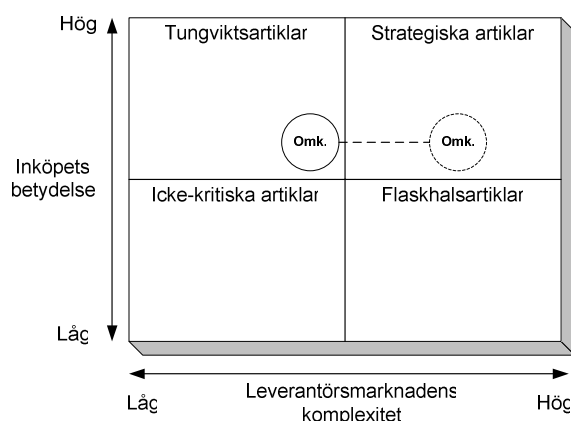 Hög
Tungviktsartiklar
Strategiska artiklar
Omk.
Omk.
Inköpets
betydelse
Icke-kritiska artiklar
Flaskhalsartiklar
Låg
Låg
Leverantörsmarknadens
komplexitet
Hög